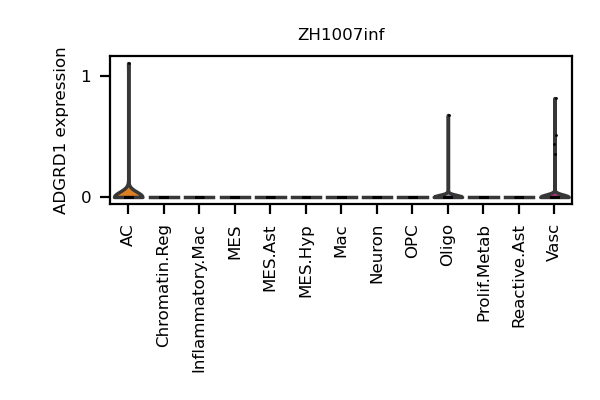 ZH1007inf
ADGRD1 expression
1
0
AC
Chromatin.Reg
Inflammatory.Mac
MES
MES.Ast
MES.Hyp
Mac
Neuron
OPC
Oligo
Prolif.Metab
Reactive.Ast
Vasc